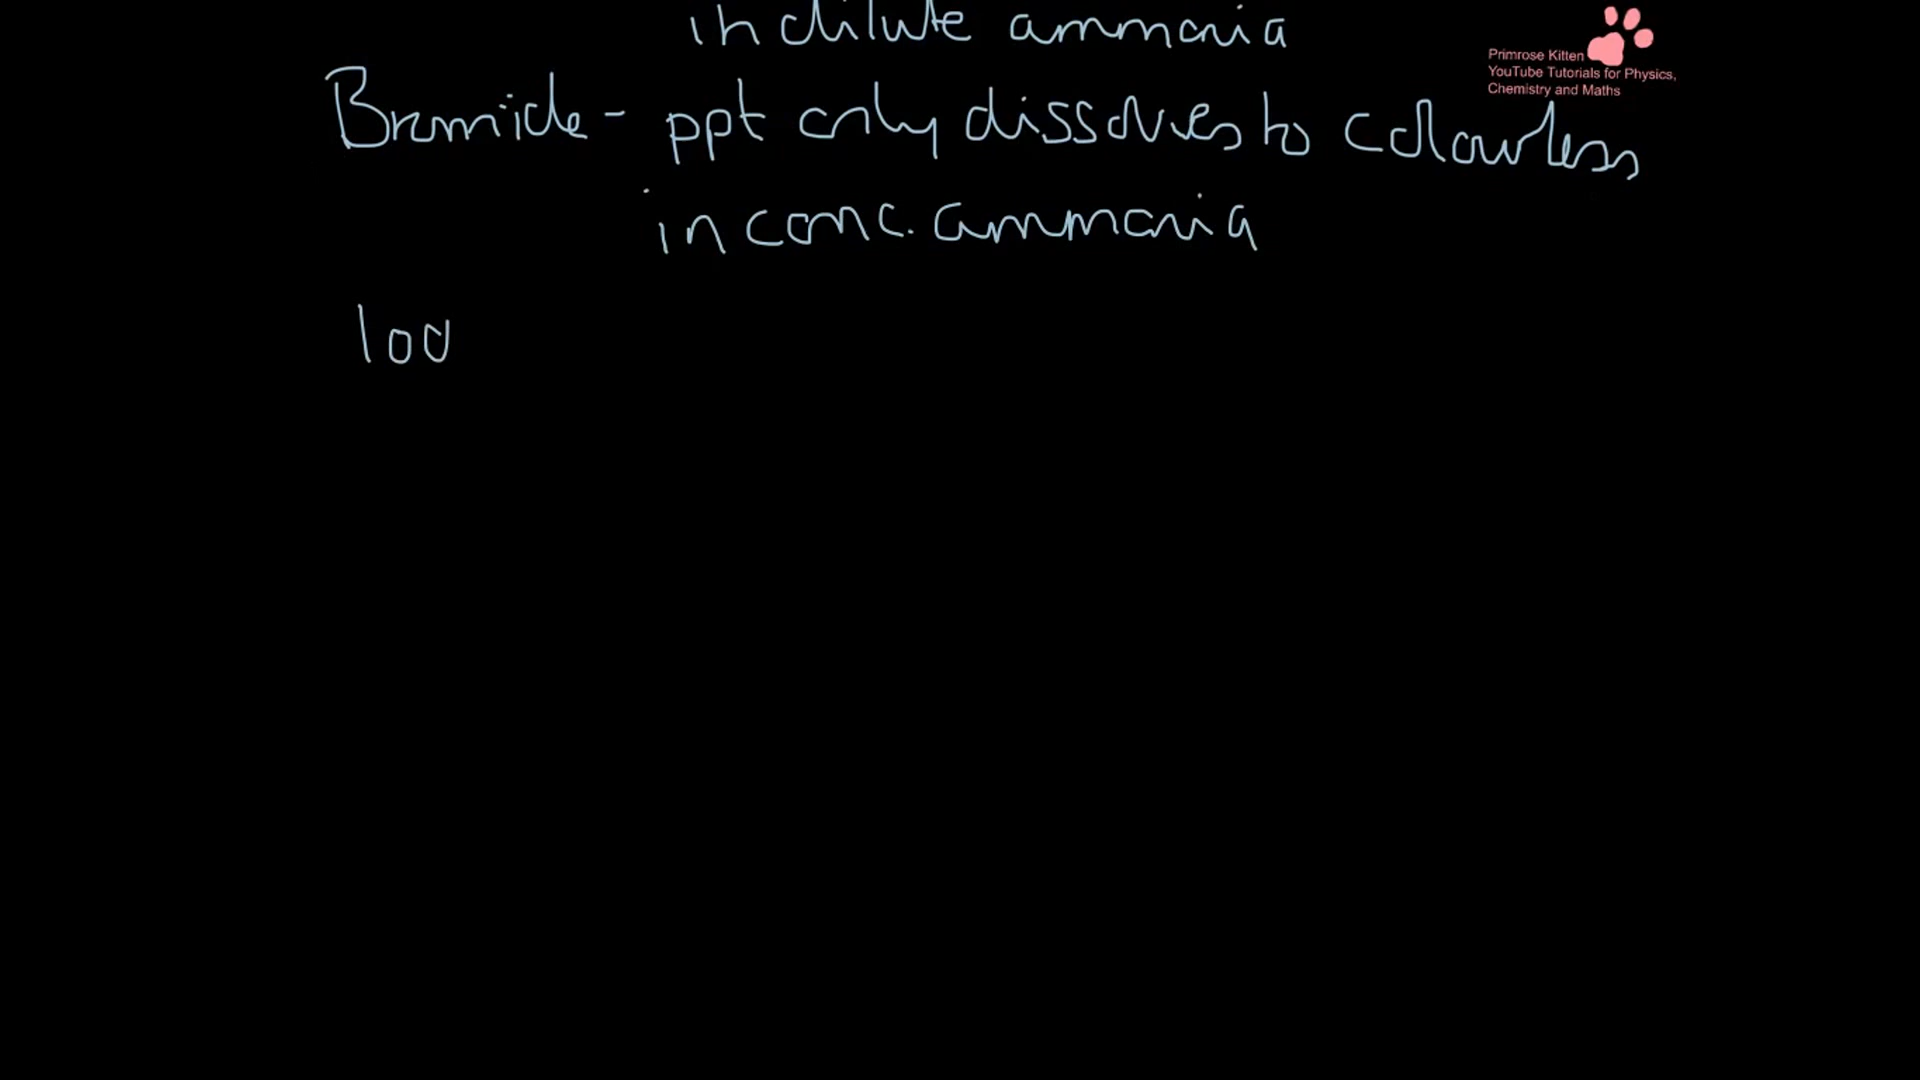 in dilute ammonia
Bromide - ppt only dissolves to colourless
in conc. ammonia
Iod
Primrose Kitten
YouTube Tutorials for Physics,
Chemistry and Maths